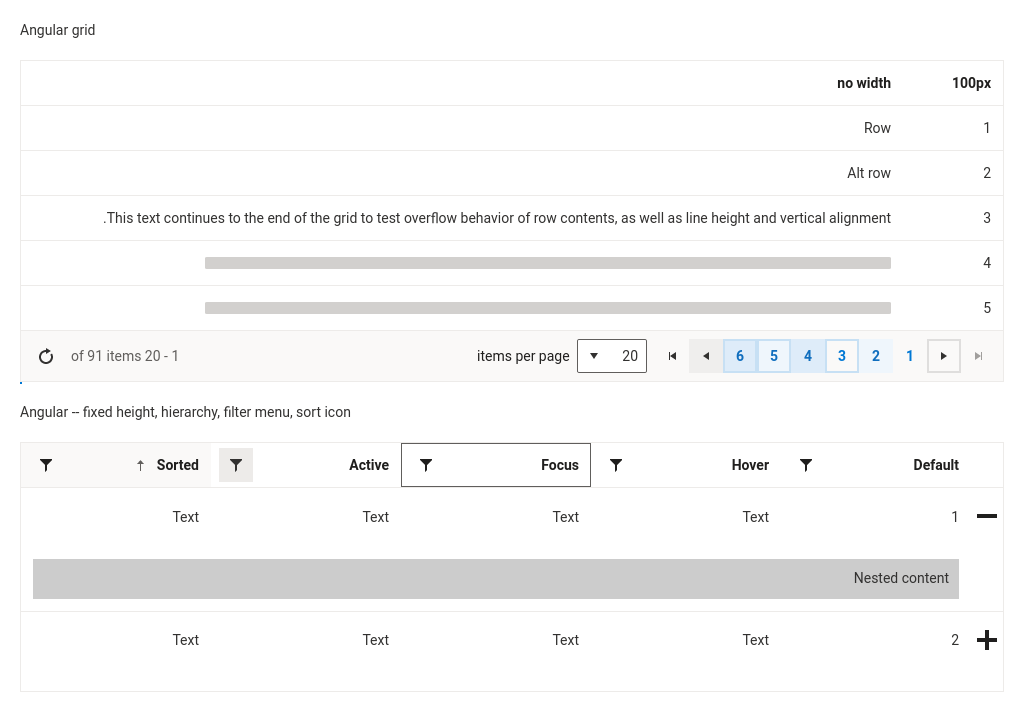 Angular grid
no width 100px
Row 1
Alt row 2
.This text continues to the end of the grid to test overflow behavior of row contents, as well as line height and vertical alignment 3
4
5
of 91 items 20 - 1 items per page 20 6 5 4 3 2 1
Angular -- fixed height, hierarchy, filter menu, sort icon
Sorted Active Focus Hover Default
Text Text Text Text 1
Nested content
Text Text Text Text 2